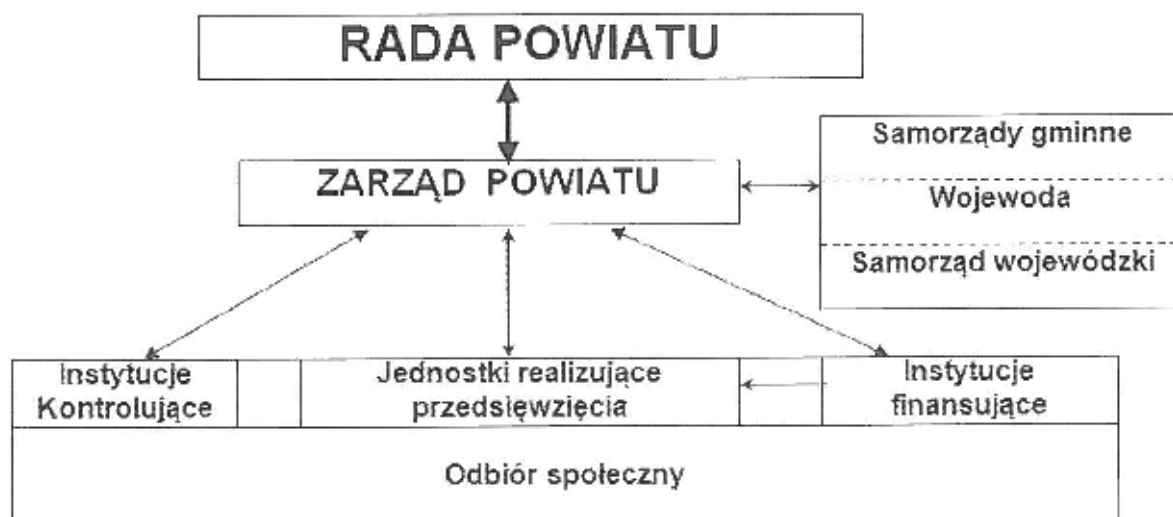 RADA POWIATU
ZARZĄD POWIATU
Samorządy gminne
Wojewoda
Samorząd wojewódzki
Instytucje
Kontrolujące
Jednostki realizujące
przedsięwzięcia
Instytucje
finansujące
Odbiór społeczny